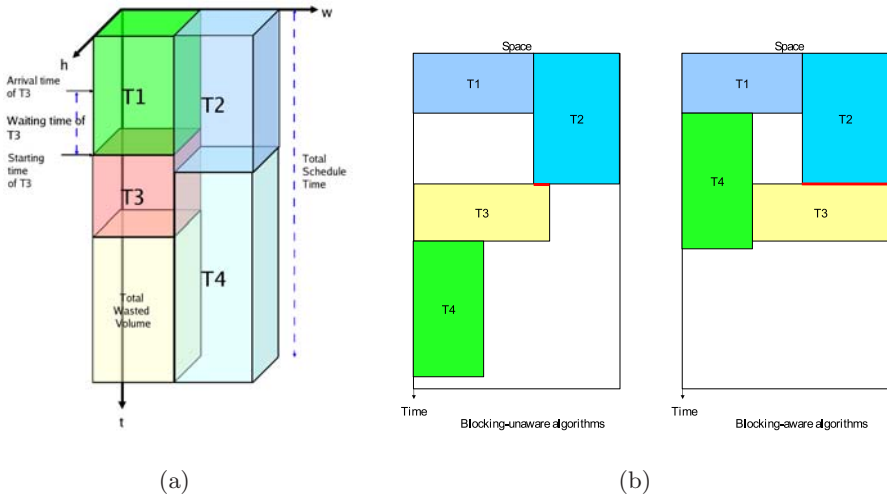 w
h
Arrival time
of T3
Waiting time of
T3
Starting
time
of T3
T1
T2
T3
T4
Total
Wasted
Volume
Total
Schedule
Time
t
(a)
Space
T1
T2
T3
T4
Time
Blocking-unaware algorithms
Space
T1
T2
T4
T3
Time
Blocking-aware algorithms
(b)